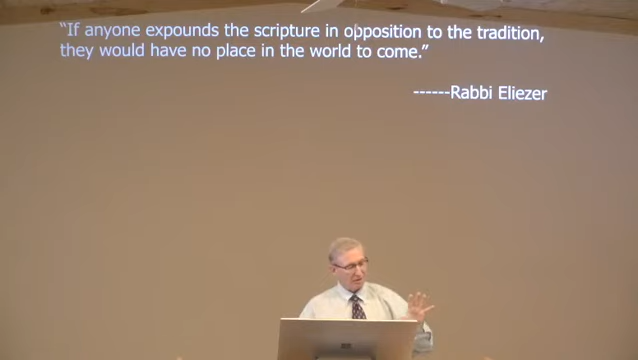 “If anyone expounds the scripture in opposition to the tradition,
they would have no place in the world to come.”
------Rabbi Eliezer